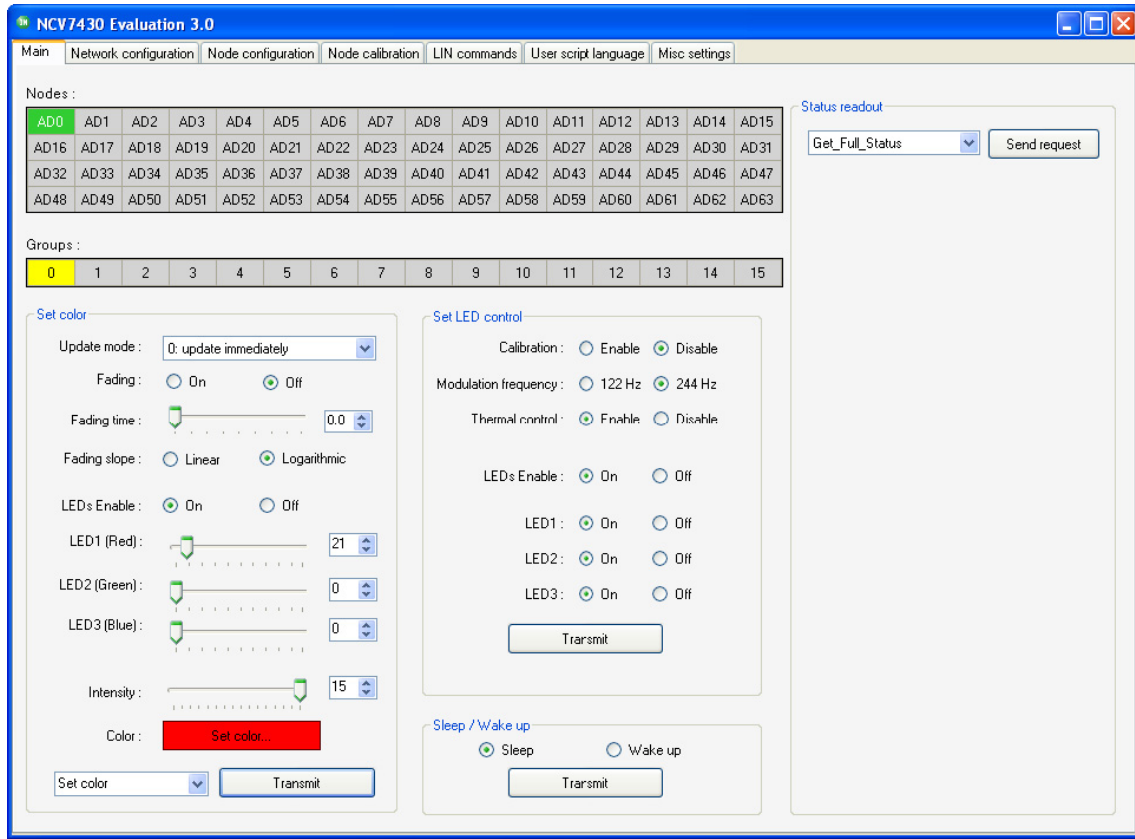 NCV7430 Evaluation 3.0
Main Network configuration Node configuration Node calibration LIN commands User script language Misc settings
Nodes :
AD0 AD1 AD2 AD3 AD4 AD5 AD6 AD7 AD8 AD9 AD10 AD11 AD12 AD13 AD14 AD15
AD16 AD17 AD18 AD19 AD20 AD21 AD22 AD23 AD24 AD25 AD26 AD27 AD28 AD29 AD30 AD31
AD32 AD33 AD34 AD35 AD36 AD37 AD38 AD39 AD40 AD41 AD42 AD43 AD44 AD45 AD46 AD47
AD48 AD49 AD50 AD51 AD52 AD53 AD54 AD55 AD56 AD57 AD58 AD59 AD60 AD61 AD62 AD63
Groups :
0 1 2 3 4 5 6 7 8 9 10 11 12 13 14 15
Set color
Update mode : 0: update immediately
Fading : On Off
Fading time : 0.0
Fading slope : Linear Logarithmic
LEDs Enable : On Off
LED1 (Red) : 21
LED2 (Green) : 0
LED3 (Blue) : 0
Intensity : 15
Color : Set color...
Set color Transmit
Set LED control
Calibration : Enable Disable
Modulation frequency : 122 Hz 244 Hz
Thermal control : Enable Disable
LEDs Enable : On Off
LED1 : On Off
LED2 : On Off
LED3 : On Off
Transmit
Sleep / Wake up
Sleep Wake up
Transmit
Status readout
Get_Full_Status Send request